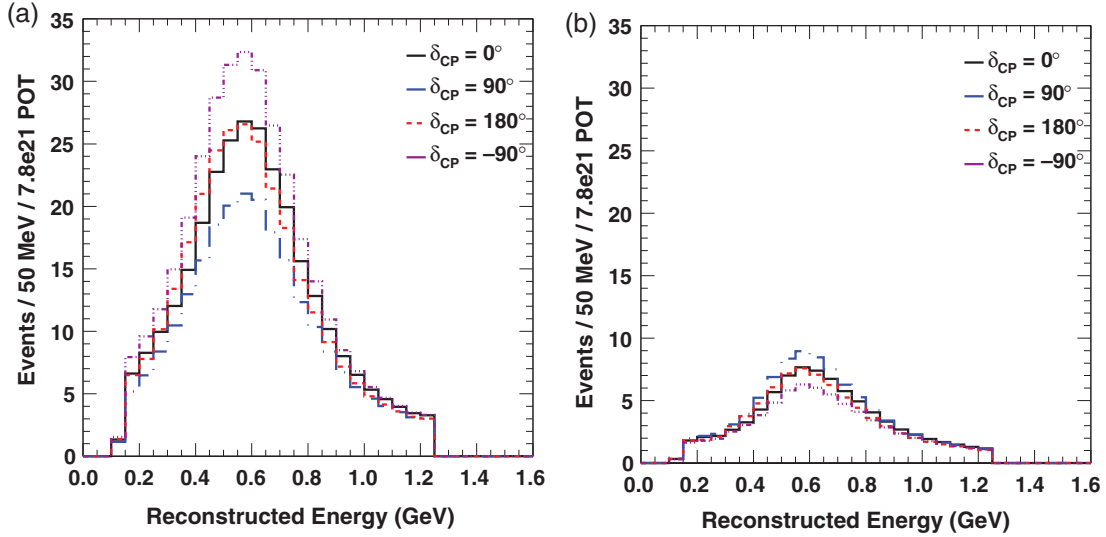 (a)
Events / 50 MeV / 7.8e21 POT
35
30
25
20
15
10
5
0
δCP = 0°
δCP = 90°
δCP = 180°
δCP = −90°
0.0 0.2 0.4 0.6 0.8 1.0 1.2 1.4 1.6
Reconstructed Energy (GeV)
(b)
Events / 50 MeV / 7.8e21 POT
35
30
25
20
15
10
5
0
δCP = 0°
δCP = 90°
δCP = 180°
δCP = −90°
0.0 0.2 0.4 0.6 0.8 1.0 1.2 1.4 1.6
Reconstructed Energy (GeV)